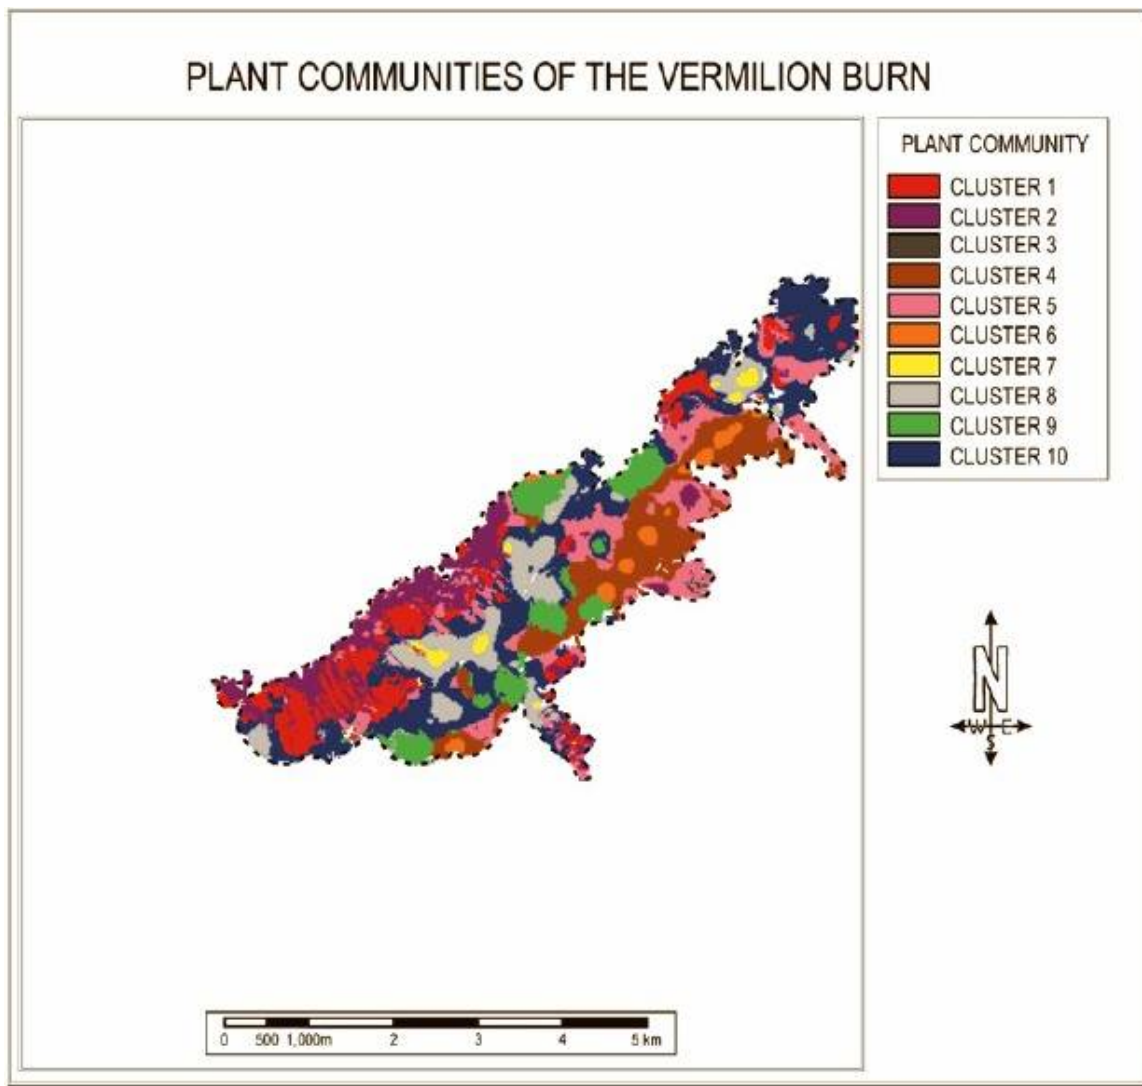 PLANT COMMUNITIES OF THE VERMILION BURN
PLANT COMMUNITY
CLUSTER 1
CLUSTER 2
CLUSTER 3
CLUSTER 4
CLUSTER 5
CLUSTER 6
CLUSTER 7
CLUSTER 8
CLUSTER 9
CLUSTER 10
N
W E
S
0 500 1,000m 2 3 4 5 km